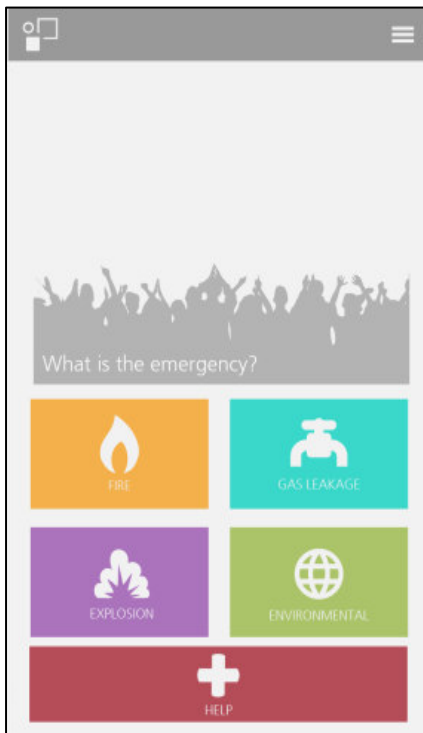 What is the emergency?
FIRE
GAS LEAKAGE
EXPLOSION
ENVIRONMENTAL
HELP